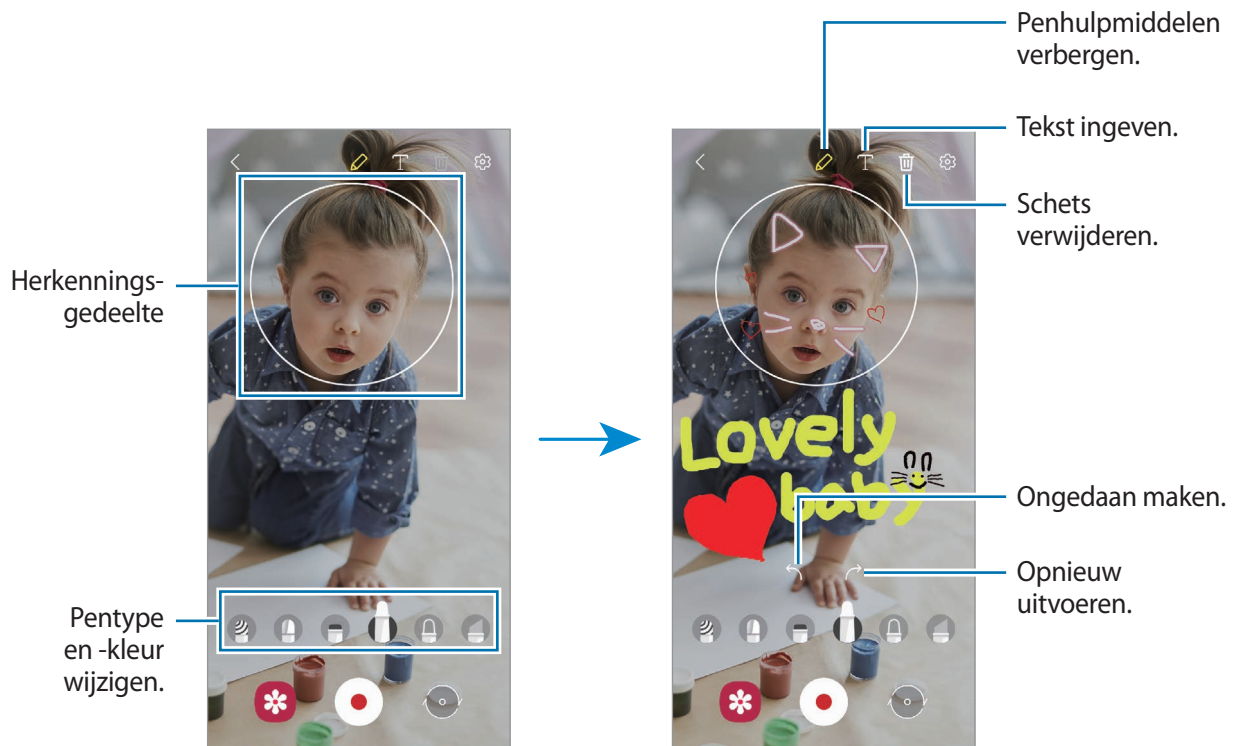 Penhulpmiddelen
verbergen.
Tekst ingeven.
Schets
verwijderen.
Herkennings-
gedeelte
Lovely
baby
Ongedaan maken.
Opnieuw
uitvoeren.
Pentype
en -kleur
wijzigen.